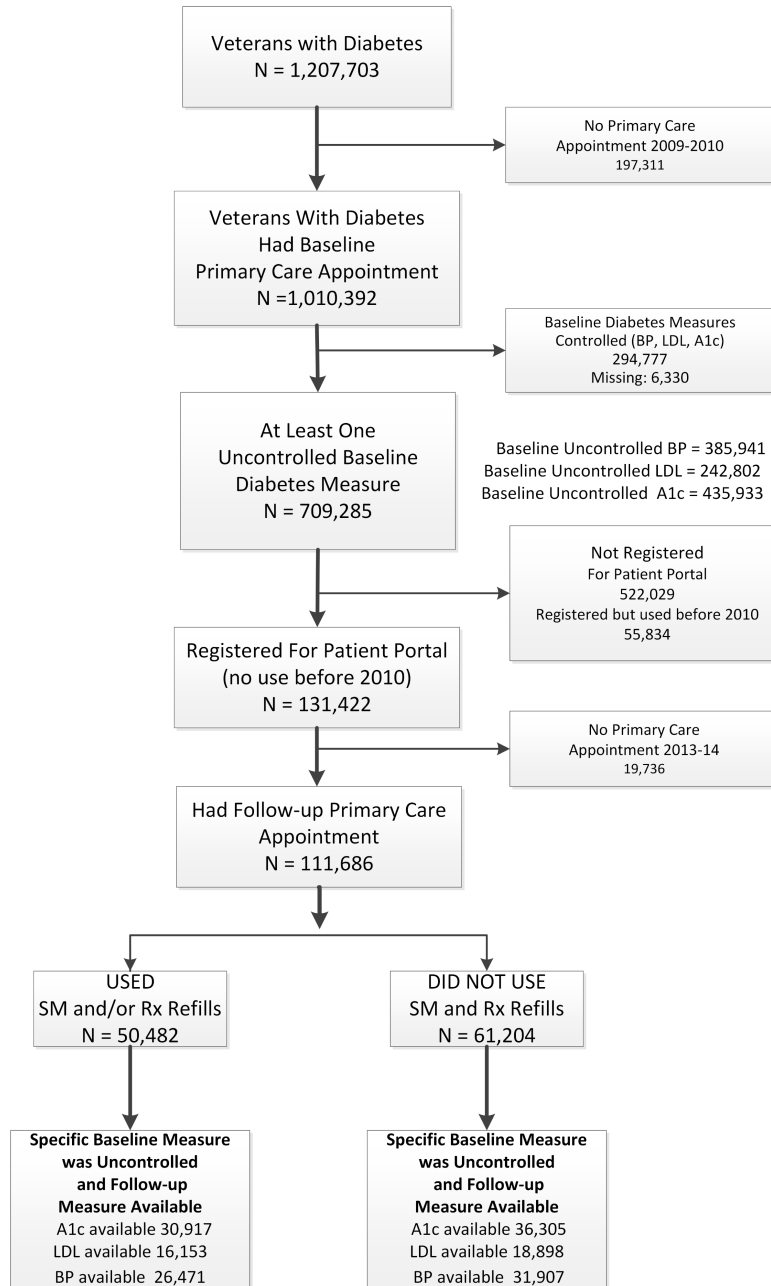 Veterans with Diabetes
N = 1,207,703
No Primary Care
Appointment 2009-2010
197,311
Veterans With Diabetes
Had Baseline
Primary Care Appointment
N =1,010,392
Baseline Diabetes Measures
Controlled (BP, LDL, A1c)
294,777
Missing: 6,330
At Least One
Uncontrolled Baseline
Diabetes Measure
N = 709,285
Baseline Uncontrolled BP = 385,941
Baseline Uncontrolled LDL = 242,802
Baseline Uncontrolled A1c = 435,933
Not Registered
For Patient Portal
522,029
Registered but used before 2010
55,834
Registered For Patient Portal
(no use before 2010)
N = 131,422
No Primary Care
Appointment 2013-14
19,736
Had Follow-up Primary Care
Appointment
N = 111,686
USED
SM and/or Rx Refills
N = 50,482
DID NOT USE
SM and Rx Refills
N = 61,204
Specific Baseline Measure
was Uncontrolled
and Follow-up
Measure Available
A1c available 30,917
LDL available 16,153
BP available 26,471
Specific Baseline Measure
was Uncontrolled
and Follow-up
Measure Available
A1c available 36,305
LDL available 18,898
BP available 31,907